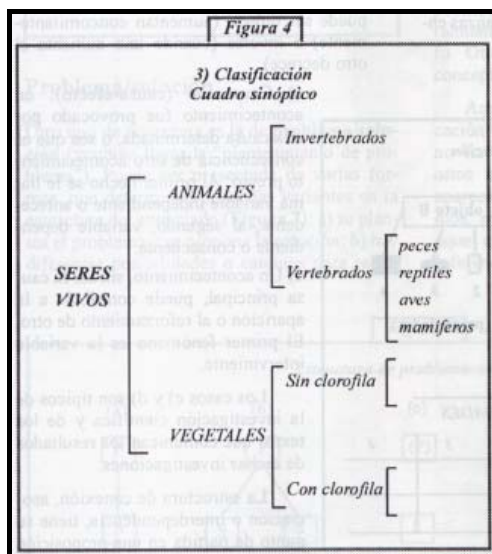 Figura 4
3) Clasificación
Cuadro sinóptico
Invertebrados
ANIMALES
SERES
VIVOS
Vertebrados
peces
reptiles
aves
mamíferos
Sin clorofila
VEGETALES
Con clorofila